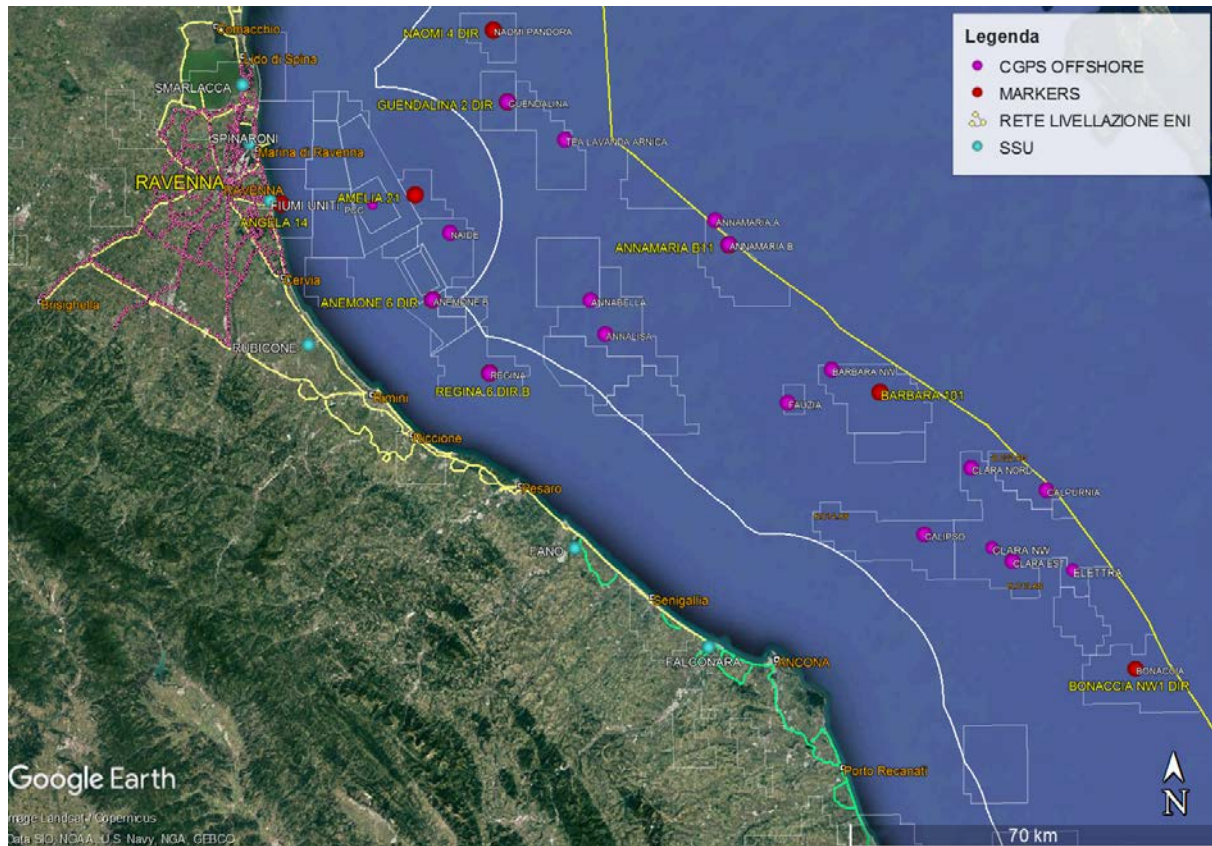 Legenda
CGPS OFFSHORE
MARKERS
RETE LIVELLAZIONE ENI
SSU
Comacchio
NAOMI 4 DIR
NAOMI PANDORA
Lido di Spina
SMARLACCA
GUENDALINA 2 DIR
GUENDALINA
SPINARONI
TEA LAVANDA ARNICA
Marina di Ravenna
RAVENNA
RAVENNA
AMELIA 21
FIUMI UNITI
PCC
ANGELA 14
ANNAMARIA A
NAIDE
ANNAMARIA B11
ANNAMARIA B
Cervia
Brisighella
ANEMONE 6 DIR
ANEMONE B
ANNABELLA
ANNALISA
RUBICONE
REGINA
REGINA 6 DIR B
BARBARA NW
BARBARA 101
Rimini
FAUZIA
Riccione
CLARA NORD
Pesaro
CALPURNIA
CALIPSO
FANO
CLARA NW
CLARA EST
ELETTRA
Senigallia
FALCONARA
ANCONA
BONACCIA
BONACCIA NW1 DIR
Porto Recanati
Google Earth
Image Landsat / Copernicus
Data SIO, NOAA, U.S. Navy, NGA, GEBCO
N
70 km